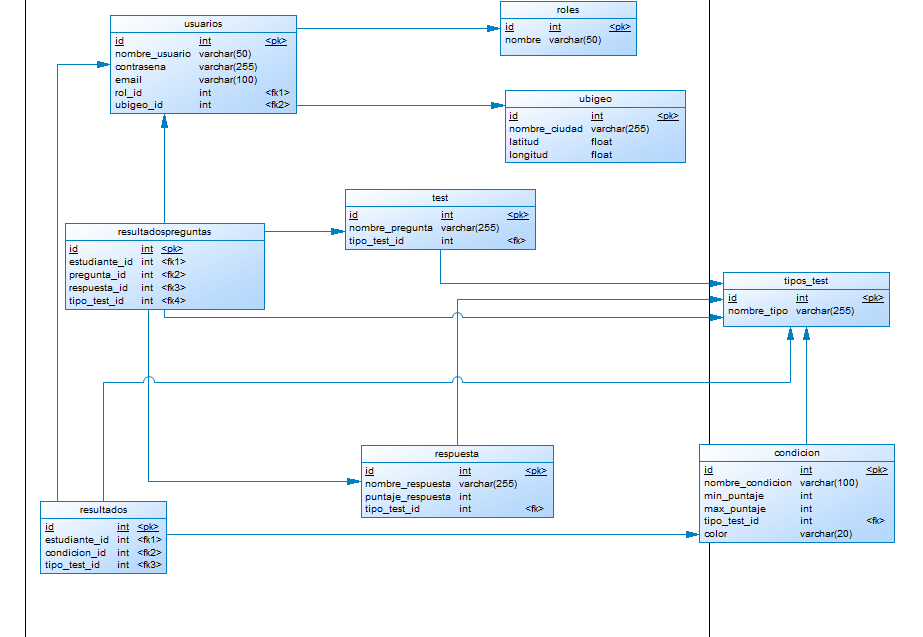 usuarios
id int <pk>
nombre_usuario varchar(50)
contrasena varchar(255)
email varchar(100)
rol_id int <fk1>
ubigeo_id int <fk2>
roles
id int <pk>
nombre varchar(50)
ubigeo
id int <pk>
nombre_ciudad varchar(255)
latitud float
longitud float
test
id int <pk>
nombre_pregunta varchar(255)
tipo_test_id int <fk>
resultadospreguntas
id int <pk>
estudiante_id int <fk1>
pregunta_id int <fk2>
respuesta_id int <fk3>
tipo_test_id int <fk4>
tipos_test
id int <pk>
nombre_tipo varchar(255)
respuesta
id int <pk>
nombre_respuesta varchar(255)
puntaje_respuesta int
tipo_test_id int <fk>
condicion
id int <pk>
nombre_condicion varchar(100)
min_puntaje int
max_puntaje int
tipo_test_id int <fk>
color varchar(20)
resultados
id int <pk>
estudiante_id int <fk1>
condicion_id int <fk2>
tipo_test_id int <fk3>